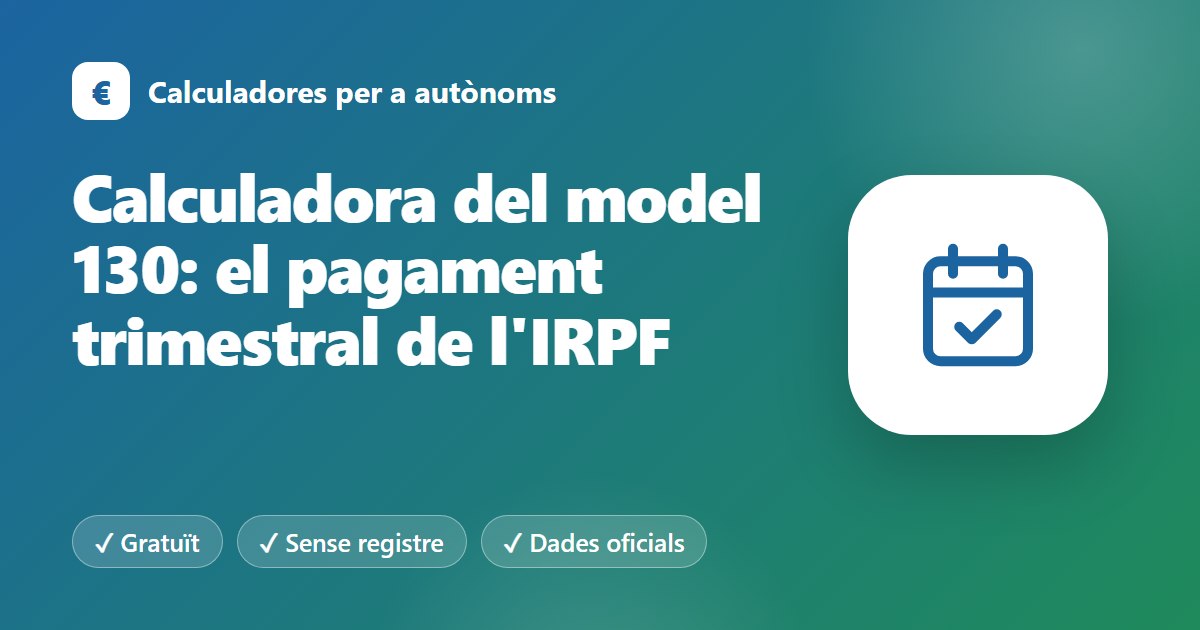 €
Calculadores per a autònoms
Calculadora del model
130: el pagament
trimestral de l'IRPF
✓ Gratuït
✓ Sense registre
✓ Dades oficials